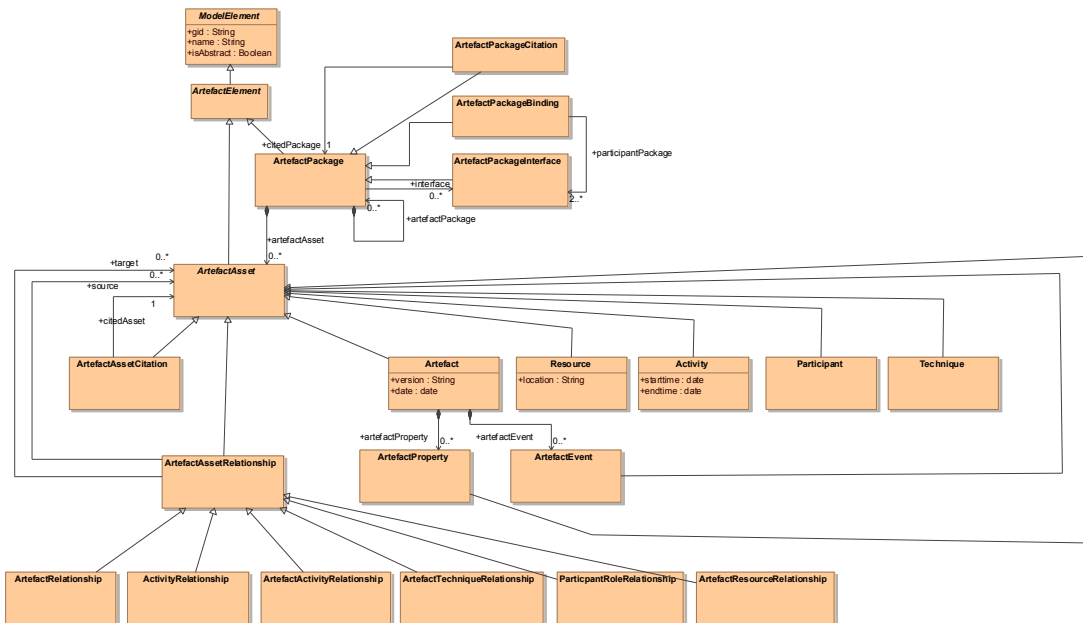 ModelElement
+gid : String
+name : String
+isAbstract : Boolean
ArtefactElement
ArtefactPackageCitation
ArtefactPackageBinding
+citedPackage
1
+participantPackage
ArtefactPackage
ArtefactPackageInterface
+interface
0..*
2..*
0..*
+artefactPackage
+artefactAsset
0..*
0..*
+target
0..*
+source
1
+citedAsset
ArtefactAsset
ArtefactAssetCitation
Artefact
+version : String
+date : date
Resource
+location : String
Activity
+starttime : date
+endtime : date
Participant
Technique
+artefactProperty
0..*
+artefactEvent
0..*
ArtefactProperty
ArtefactEvent
ArtefactAssetRelationship
ArtefactRelationship
ActivityRelationship
ArtefactActivityRelationship
ArtefactTechniqueRelationship
ParticpantRoleRelationship
ArtefactResourceRelationship